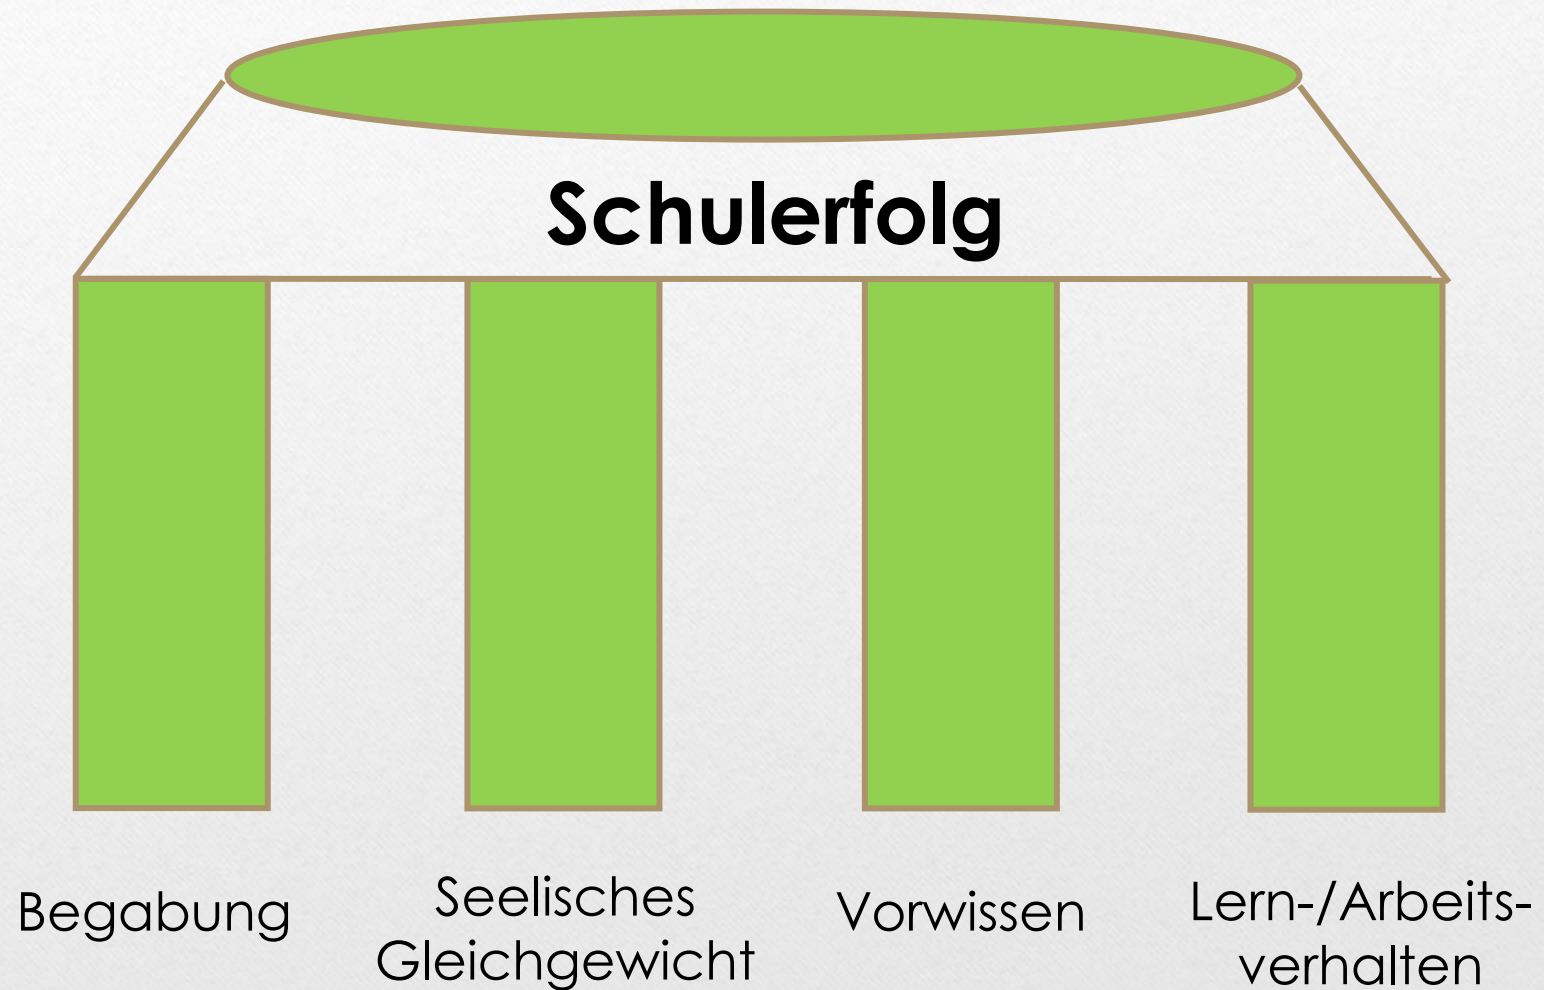 Schulerfolg
Begabung
Seelisches
Gleichgewicht
Vorwissen
Lern-/Arbeits-
verhalten